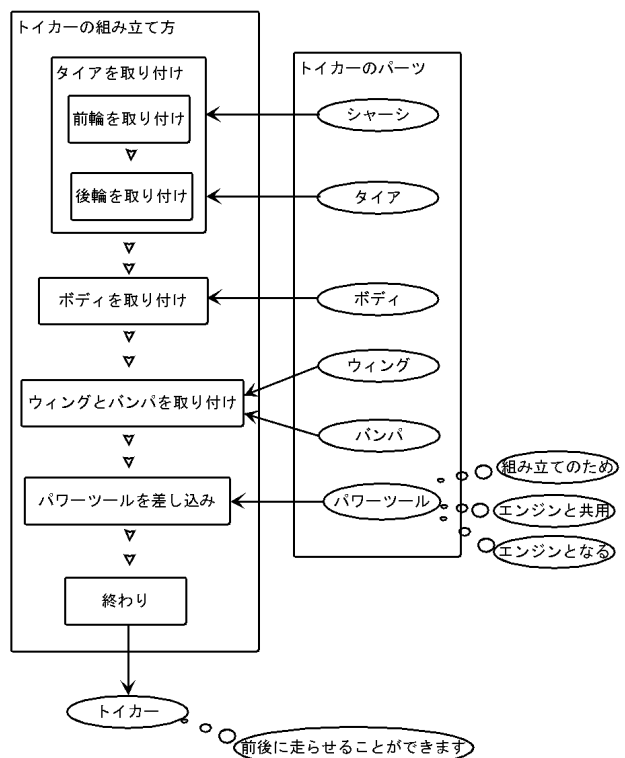 トイカーの組み立て方
タイアを取り付け
前輪を取り付け
後輪を取り付け
ボディを取り付け
ウィングとバンパを取り付け
パワーツールを差し込み
終わり
トイカーのパーツ
シャーシ
タイア
ボディ
ウィング
バンパ
パワーツール
組み立てのため
エンジンと共用
エンジンとなる
トイカー
前後に走らせることができます